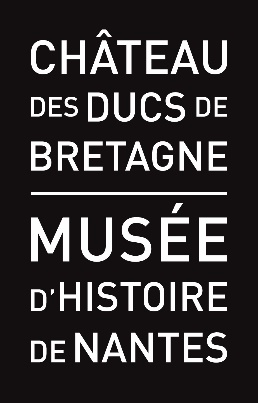 CHÂTEAU
DES DUCS DE
BRETAGNE
MUSÉE
D'HISTOIRE
DE NANTES